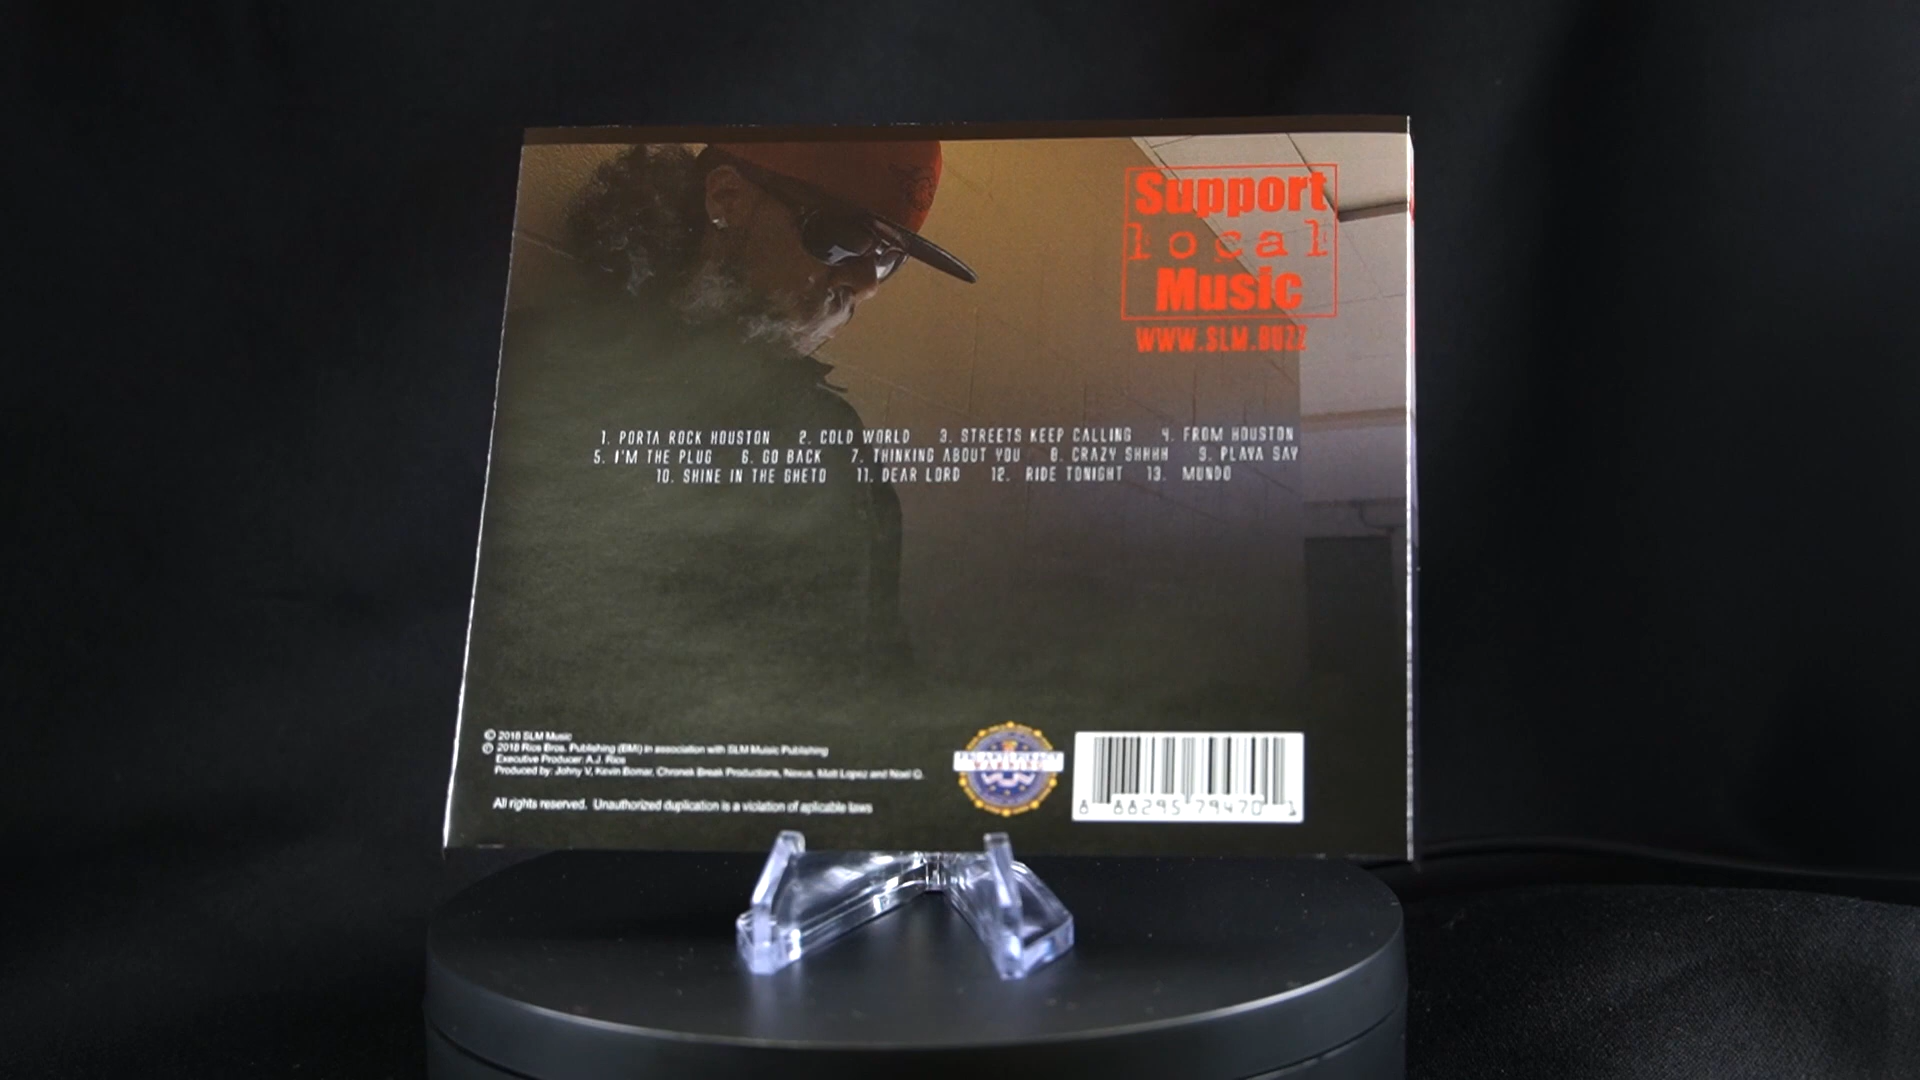 Support
local
Music
WWW.SLM.BUZZ
1. PORTA ROCK HOUSTON 2. COLD WORLD 3. STREETS KEEP CALLING 4. FROM HOUSTON
5. I'M THE PLUG 6. GO BACK 7. THINKING ABOUT YOU 8. CRAZY SHHHH 9. PLAYA SAY
10. SHINE IN THE GHETO 11. DEAR LORD 12. RIDE TONIGHT 13. MUNDO
© 2018 SLM Music
© 2018 Rios Bros. Publishing (BMI) in association with SLM Music Publishing
Executive Producer: A.J. Rios
Produced by: Johny V, Kevin Bomar, Chronek Break Productions, Nexus, Matt Lopez and Noel G.
All rights reserved. Unauthorized duplication is a violation of aplicable laws
WARNING
8 88295 79470 1